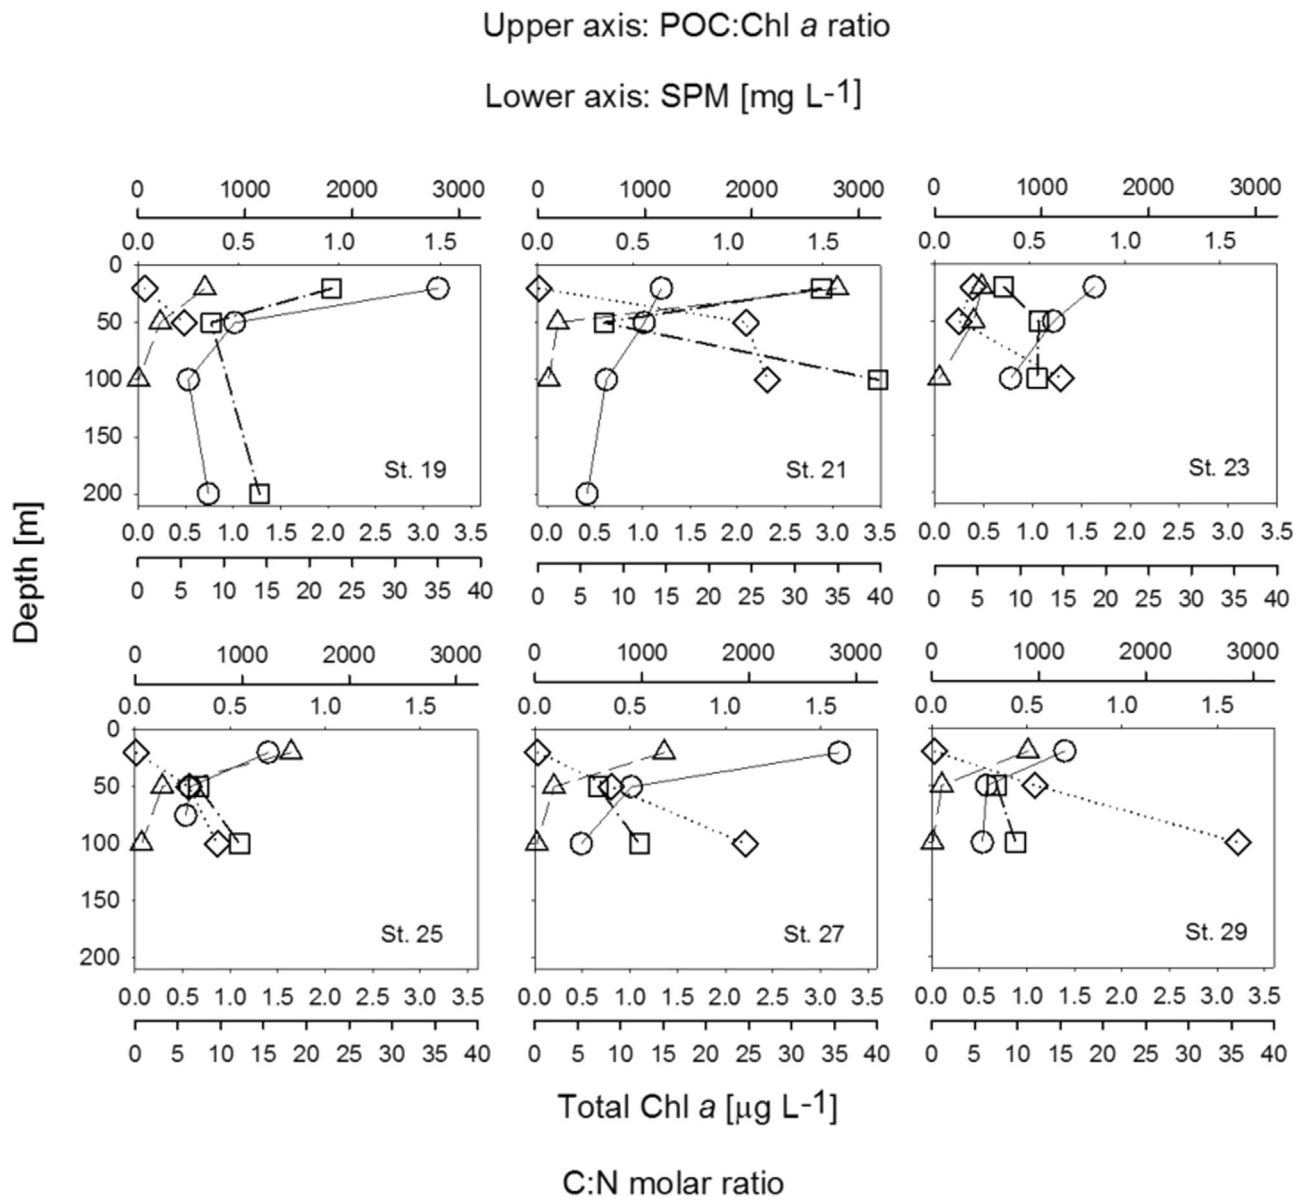 Upper axis: POC:Chl a ratio
Lower axis: SPM [mg L-1]
0 1000 2000 3000 0 1000 2000 3000 0 1000 2000 3000
0.0 0.5 1.0 1.5 0.0 0.5 1.0 1.5 0.0 0.5 1.0 1.5
0
50
100
150
200
St. 19 St. 21 St. 23
0.0 0.5 1.0 1.5 2.0 2.5 3.0 3.5 0.0 0.5 1.0 1.5 2.0 2.5 3.0 3.5 0.0 0.5 1.0 1.5 2.0 2.5 3.0 3.5
0 5 10 15 20 25 30 35 40 0 5 10 15 20 25 30 35 40 0 5 10 15 20 25 30 35 40
Depth [m]
0 1000 2000 3000 0 1000 2000 3000 0 1000 2000 3000
0.0 0.5 1.0 1.5 0.0 0.5 1.0 1.5 0.0 0.5 1.0 1.5
0
50
100
150
200
St. 25 St. 27 St. 29
0.0 0.5 1.0 1.5 2.0 2.5 3.0 3.5 0.0 0.5 1.0 1.5 2.0 2.5 3.0 3.5 0.0 0.5 1.0 1.5 2.0 2.5 3.0 3.5
0 5 10 15 20 25 30 35 40 0 5 10 15 20 25 30 35 40 0 5 10 15 20 25 30 35 40
Total Chl a [µg L-1]
C:N molar ratio